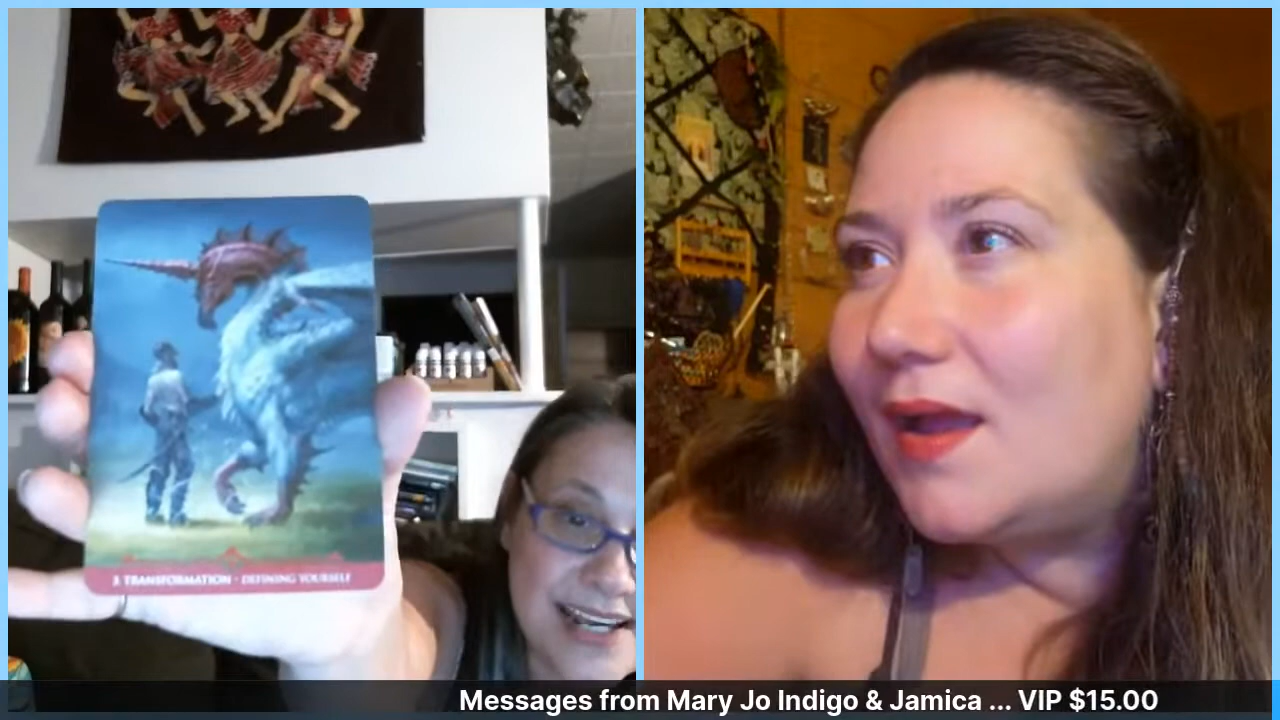 3. TRANSFORMATION · DEFINING YOURSELF
Messages from Mary Jo Indigo & Jamica ... VIP $15.00